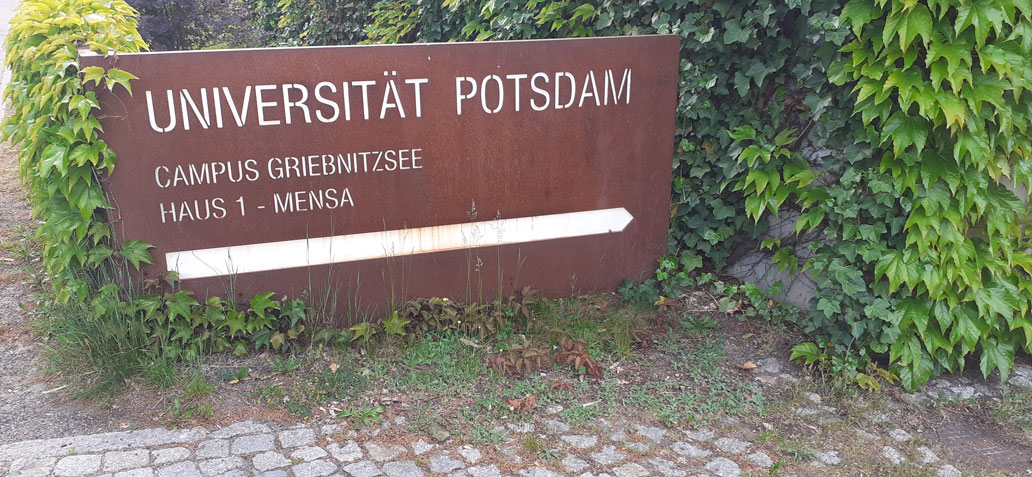 UNIVERSITÄT POTSDAM
CAMPUS GRIEBNITZSEE
HAUS 1 - MENSA